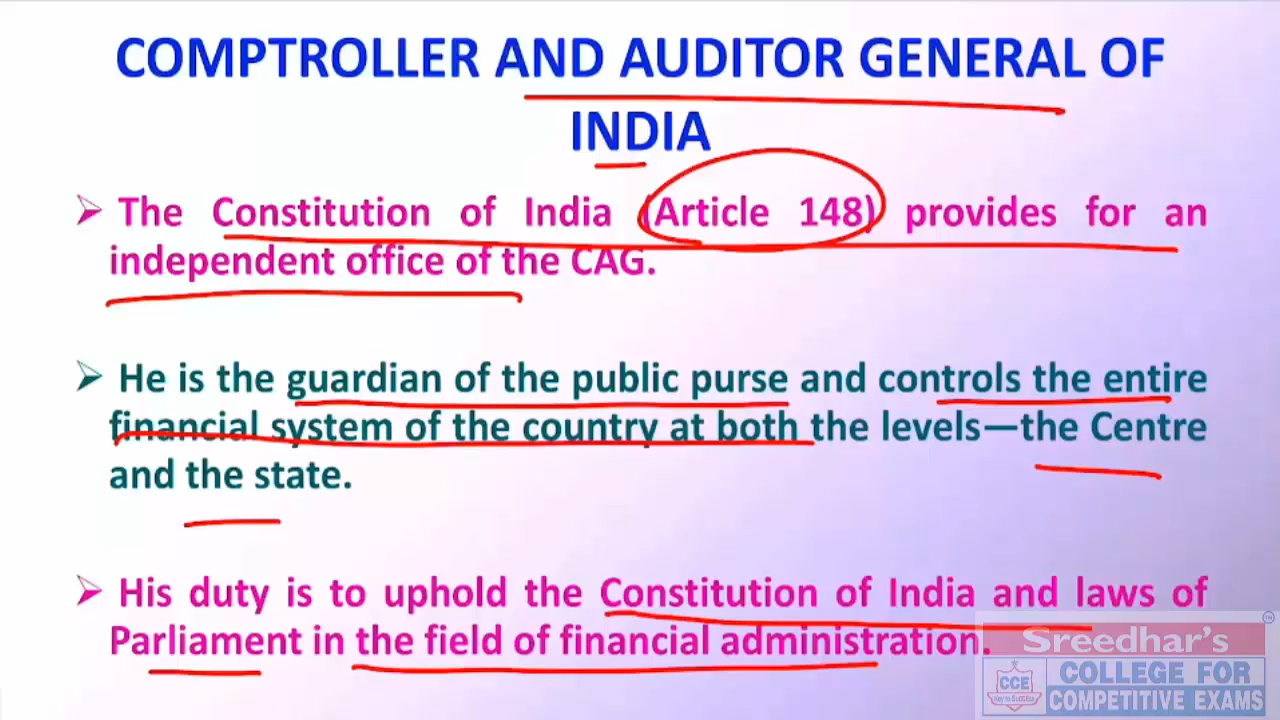 COMPTROLLER AND AUDITOR GENERAL OF
INDIA
The Constitution of India (Article 148) provides for an
independent office of the CAG.
He is the guardian of the public purse and controls the entire
financial system of the country at both the levels—the Centre
and the state.
His duty is to uphold the Constitution of India and laws of
Parliament in the field of financial administration.
Sreedhar's
CCE
COLLEGE FOR
COMPETITIVE EXAMS